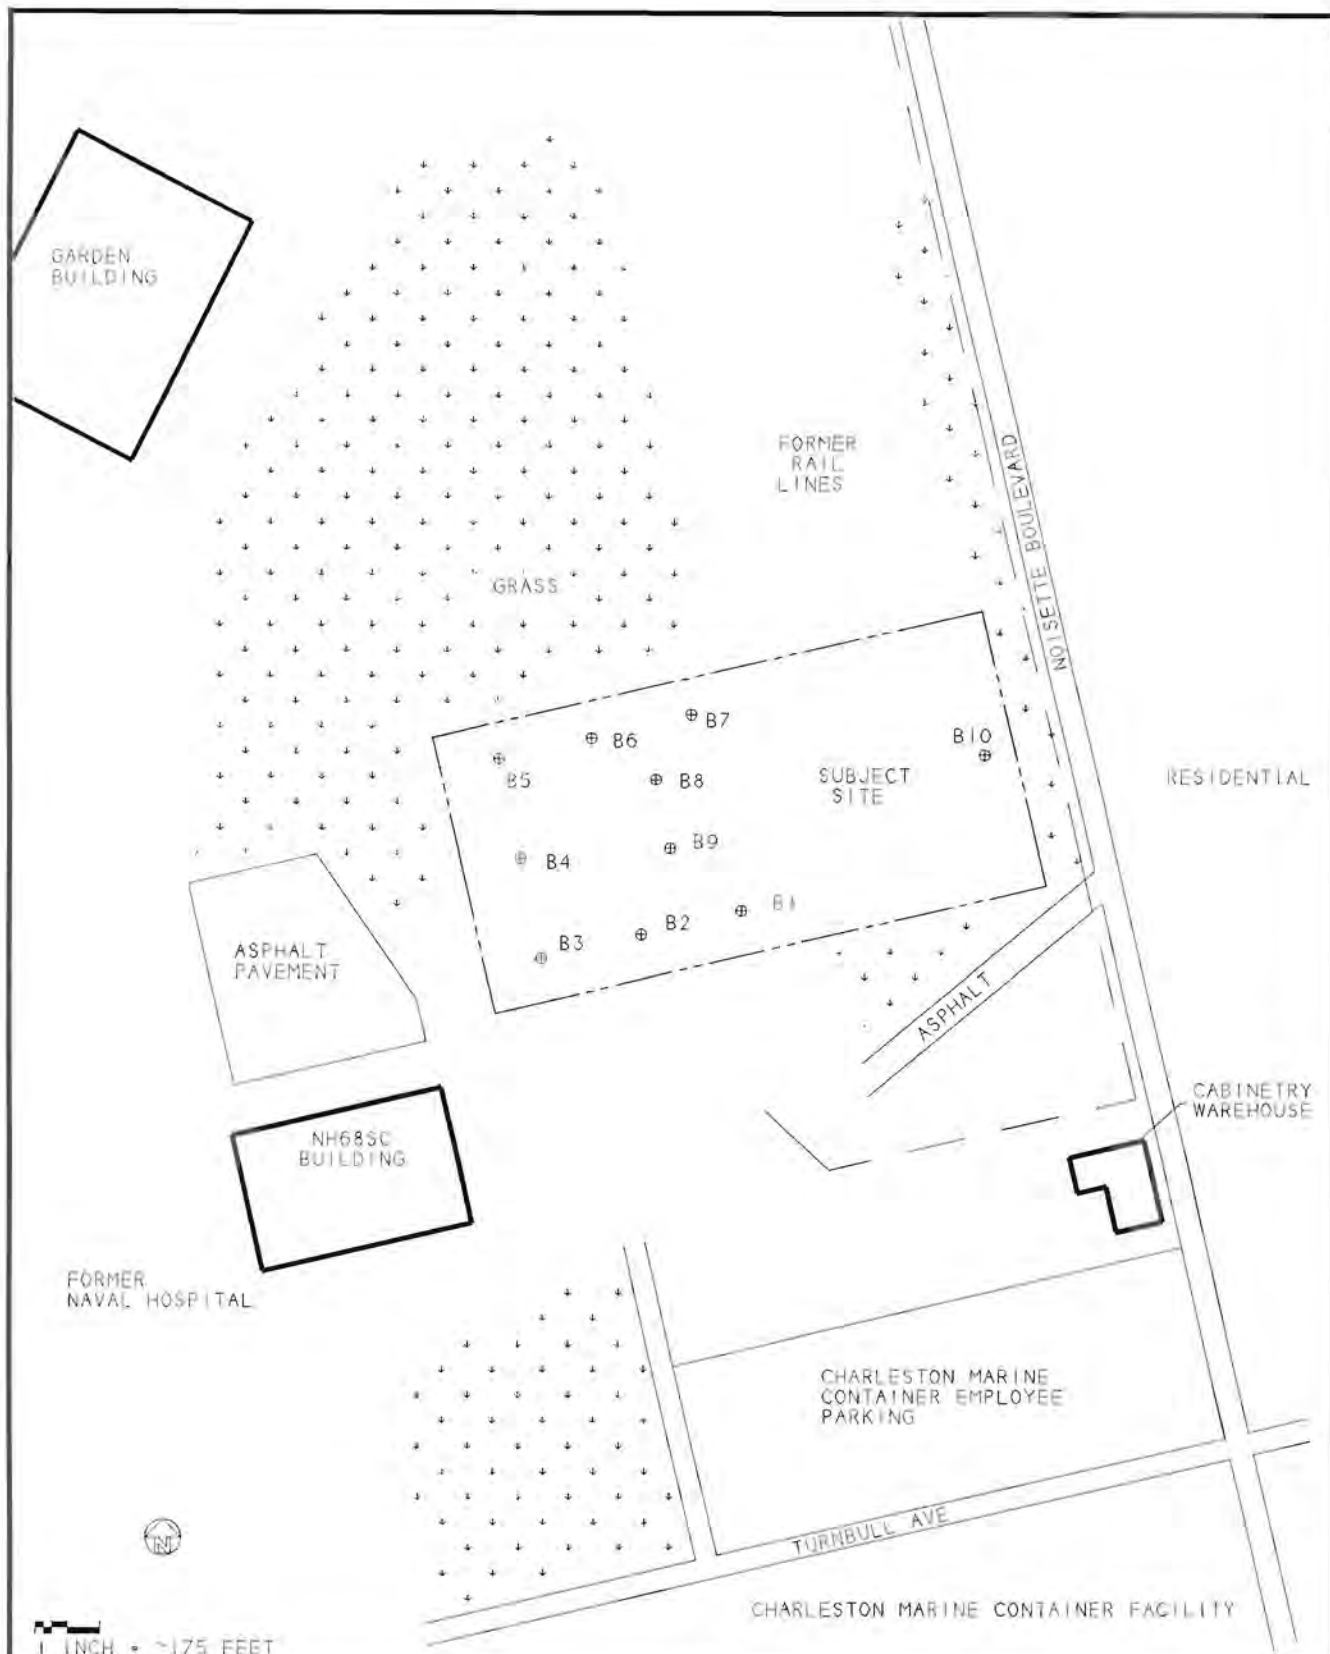 GARDEN
BUILDING
FORMER
RAIL
LINES
NOISETTE BOULEVARD
GRASS
B7
B6
B10
B5
B8
SUBJECT
SITE
RESIDENTIAL
B9
B4
B1
B2
B3
ASPHALT
PAVEMENT
ASPHALT
CABINETRY
WAREHOUSE
NH68SC
BUILDING
FORMER
NAVAL HOSPITAL
CHARLESTON MARINE
CONTAINER EMPLOYEE
PARKING
N
TURNBULL AVE
CHARLESTON MARINE CONTAINER FACILITY
1 INCH = ~175 FEET